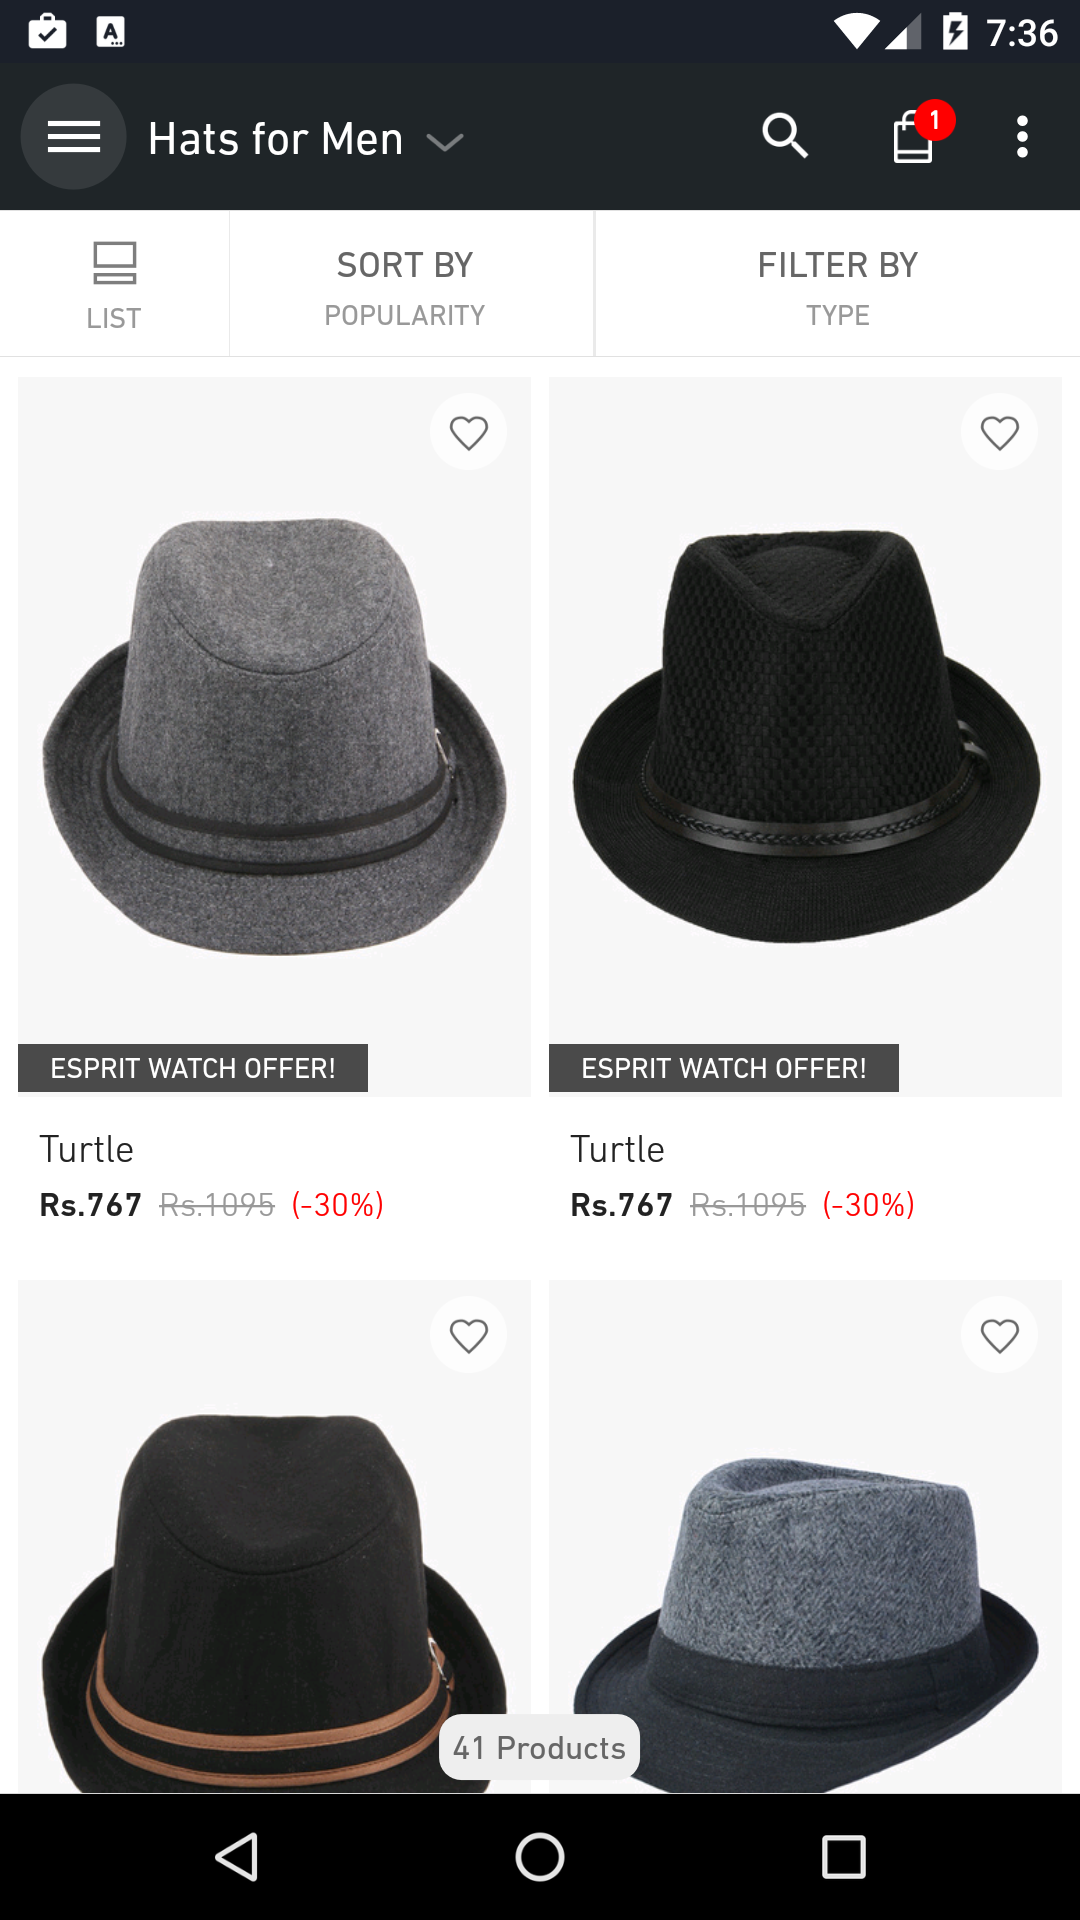 A
7:36
Hats for Men
1
LIST
SORT BY
POPULARITY
FILTER BY
TYPE
ESPRIT WATCH OFFER!
ESPRIT WATCH OFFER!
Turtle
Rs.767 Rs.1095 (-30%)
Turtle
Rs.767 Rs.1095 (-30%)
41 Products